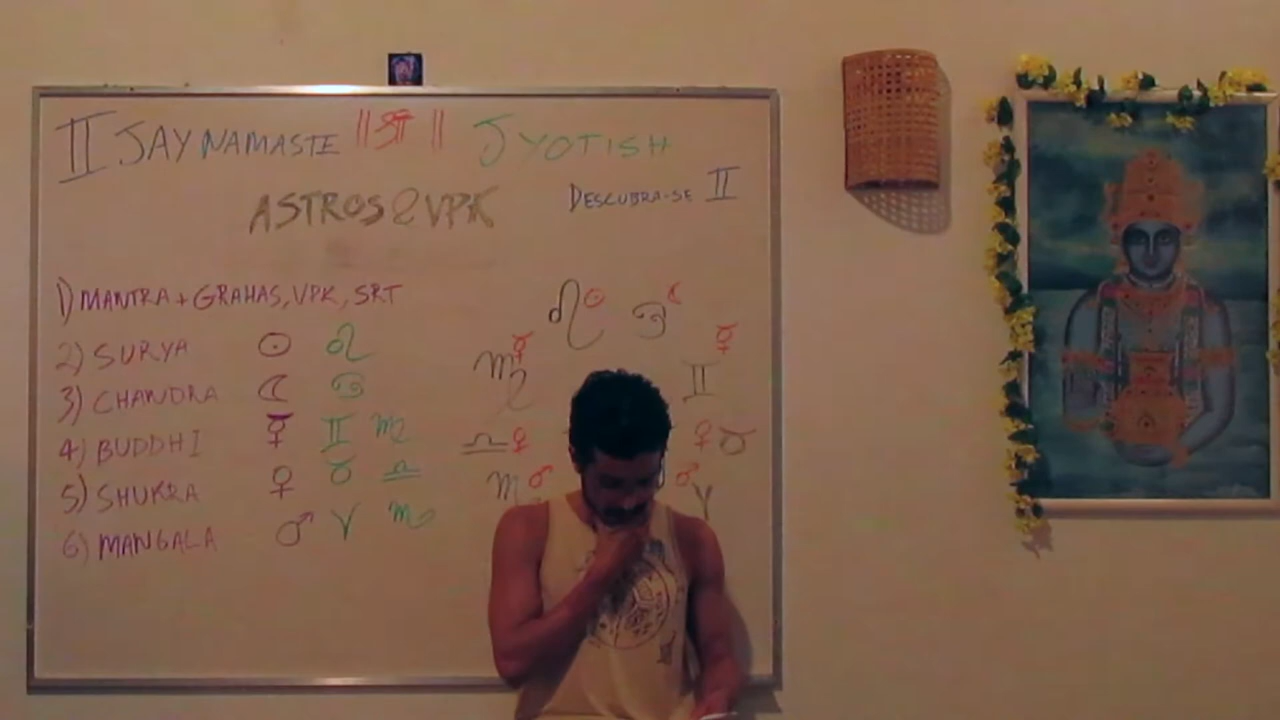 II JAY NAMASTE ||श्री|| JYOTISH
ASTROS & VPK DESCUBRA-SE II
1) MANTRA + GRAHAS, VPK, SRT
2) SURYA ☉ ♌
3) CHANDRA ☾ ♋
4) BUDDHI ☿ ♊ ♍
5) SHUKRA ♀ ♉ ♎
6) MANGALA ♂ ♈ ♏
♌ ☉ ♋ ☾
♍ ☿ ♊ ☿
♎ ♀ ♀ ♉
♏ ♂ ♂ ♈